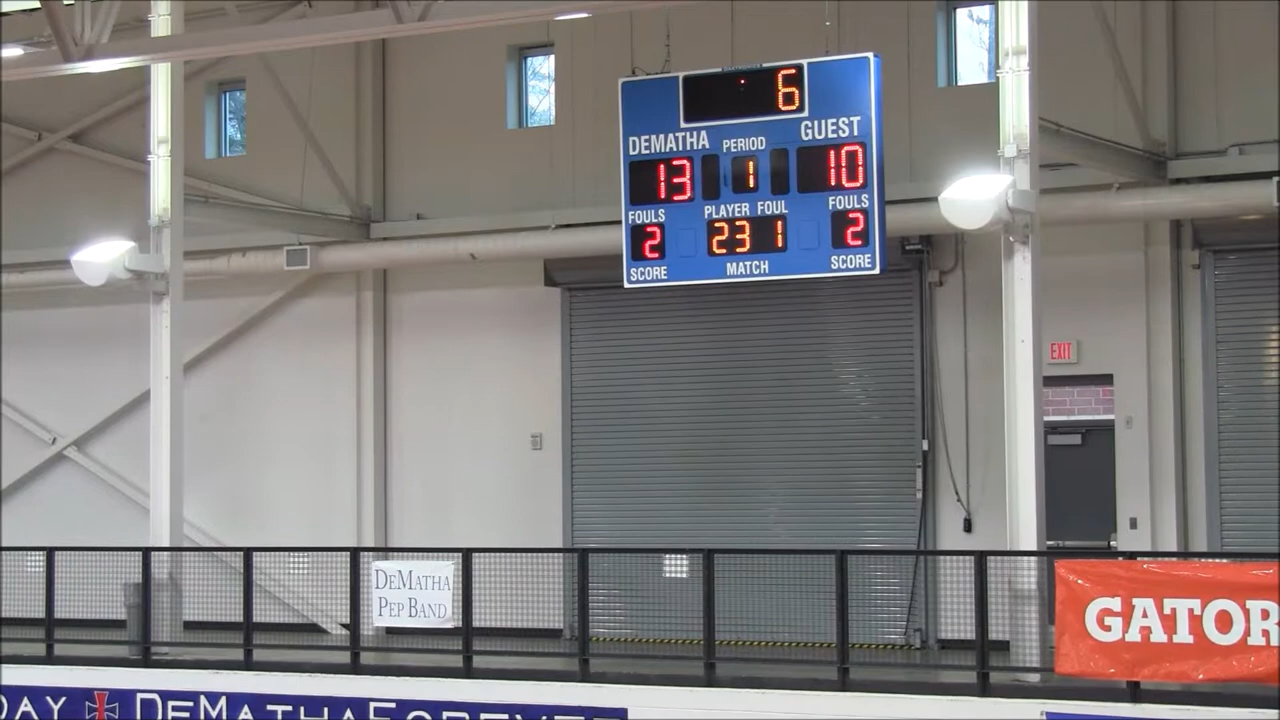 6
DEMATHA PERIOD GUEST
13 1 10
FOULS PLAYER FOUL FOULS
2 23 1 2
SCORE MATCH SCORE
EXIT
DEMATHA
PEP BAND
GATOR
DAY DEMATHAFOREVER